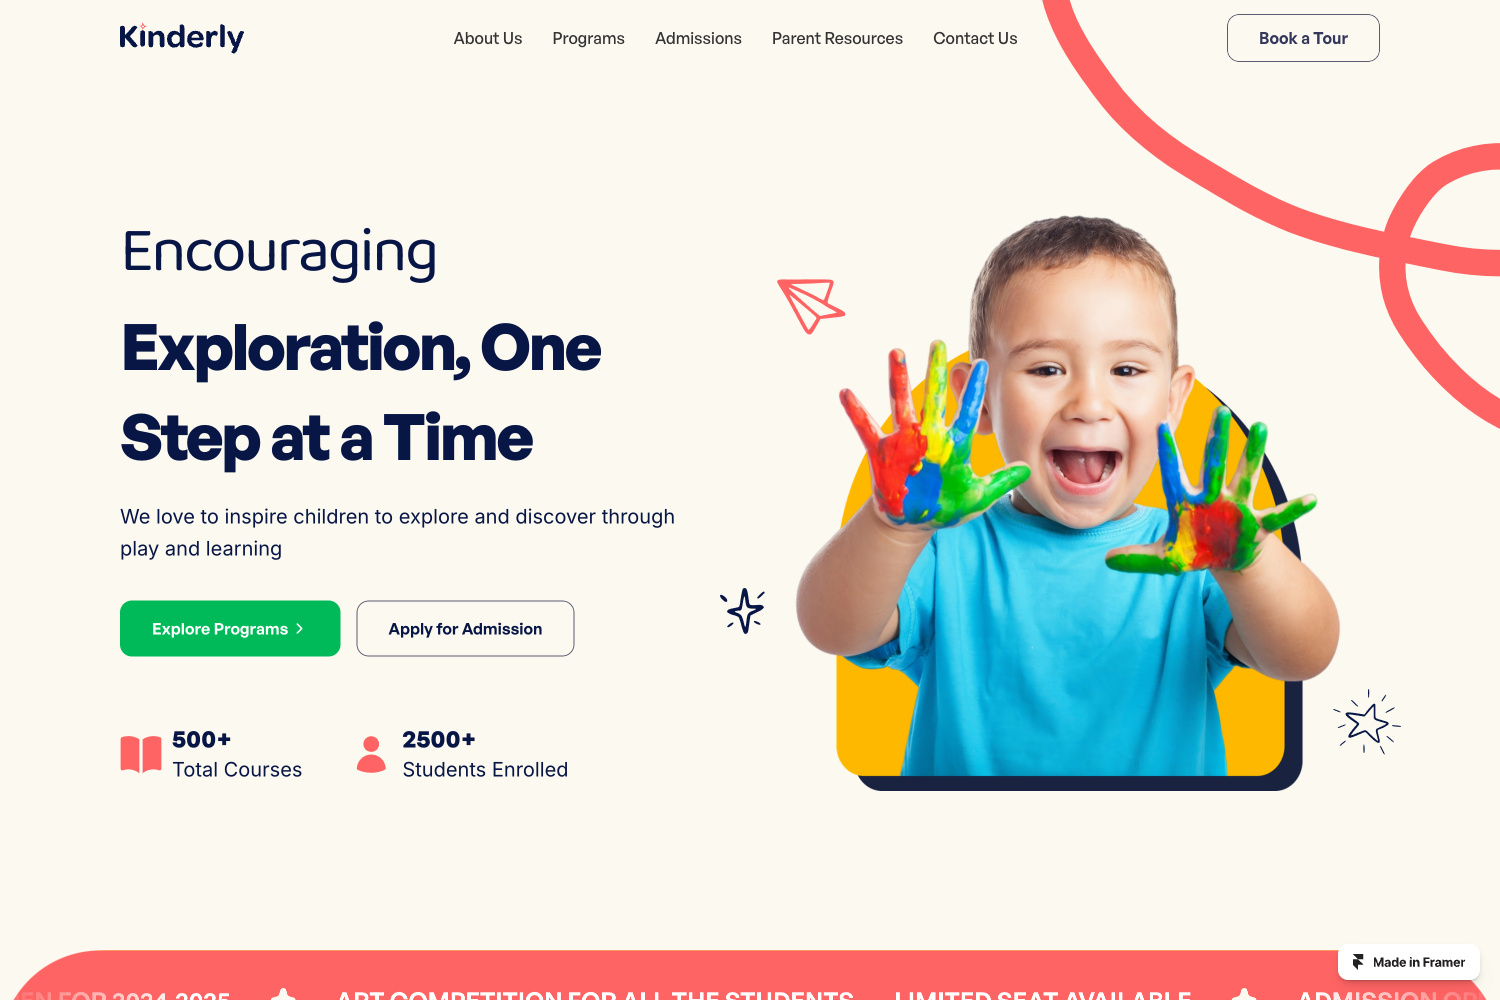 Kinderly
About Us
Programs
Admissions
Parent Resources
Contact Us
Book a Tour
Encouraging
Exploration, One
Step at a Time
We love to inspire children to explore and discover through
play and learning
Explore Programs
Apply for Admission
500+
Total Courses
2500+
Students Enrolled
Made in Framer
EN FOR 2024-2025
ART COMPETITION FOR ALL THE STUDENTS
LIMITED SEAT AVAILABLE
ADMISSION